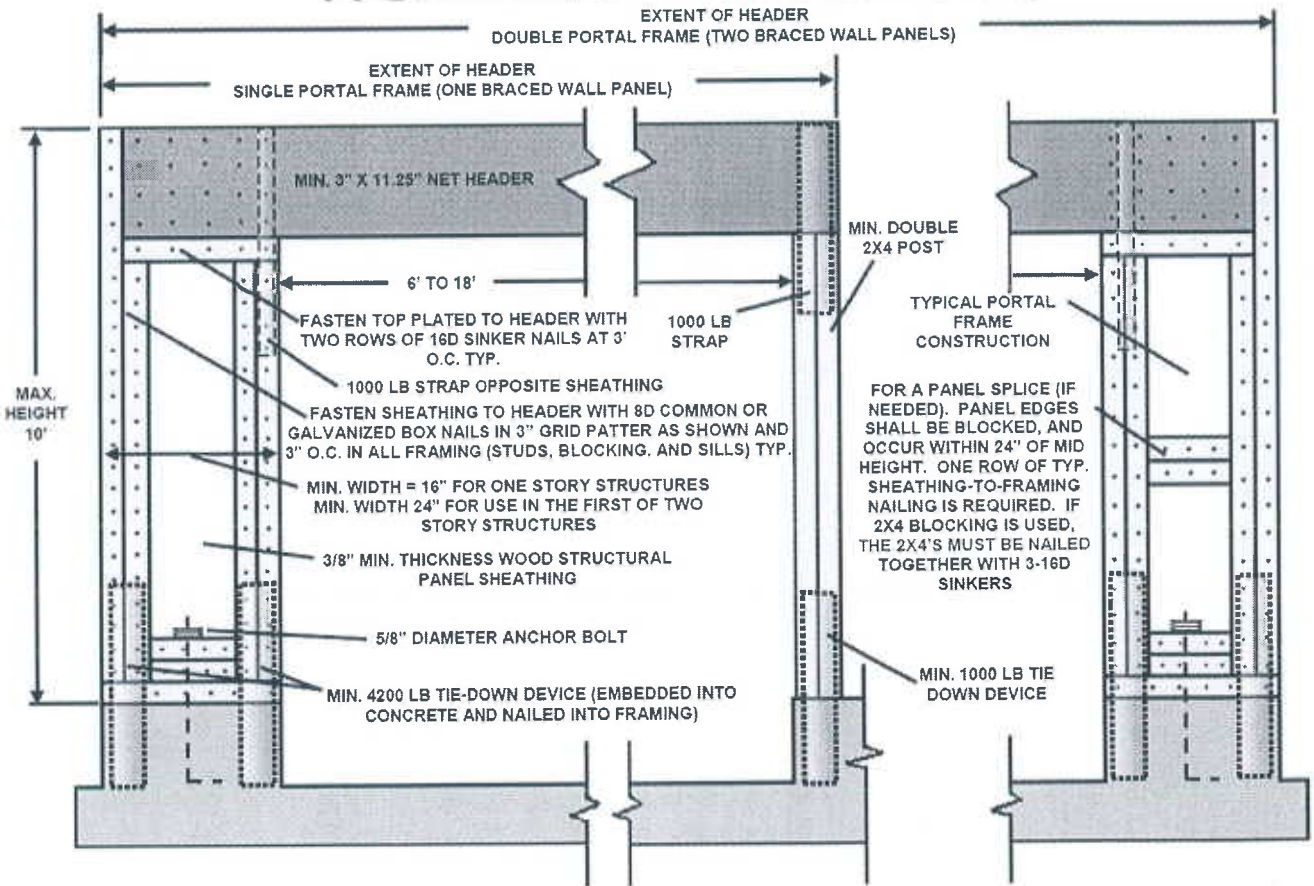 EXTENT OF HEADER
DOUBLE PORTAL FRAME (TWO BRACED WALL PANELS)
EXTENT OF HEADER
SINGLE PORTAL FRAME (ONE BRACED WALL PANEL)
MIN. 3" X 11.25" NET HEADER
MAX.
HEIGHT
10'
6' TO 18'
FASTEN TOP PLATED TO HEADER WITH
TWO ROWS OF 16D SINKER NAILS AT 3'
O.C. TYP.
1000 LB STRAP OPPOSITE SHEATHING
FASTEN SHEATHING TO HEADER WITH 8D COMMON OR
GALVANIZED BOX NAILS IN 3" GRID PATTER AS SHOWN AND
3" O.C. IN ALL FRAMING (STUDS, BLOCKING. AND SILLS) TYP.
MIN. WIDTH = 16" FOR ONE STORY STRUCTURES
MIN. WIDTH 24" FOR USE IN THE FIRST OF TWO
STORY STRUCTURES
3/8" MIN. THICKNESS WOOD STRUCTURAL
PANEL SHEATHING
5/8" DIAMETER ANCHOR BOLT
MIN. 4200 LB TIE-DOWN DEVICE (EMBEDDED INTO
CONCRETE AND NAILED INTO FRAMING)
1000 LB
STRAP
MIN. DOUBLE
2X4 POST
TYPICAL PORTAL
FRAME
CONSTRUCTION
FOR A PANEL SPLICE (IF
NEEDED). PANEL EDGES
SHALL BE BLOCKED, AND
OCCUR WITHIN 24" OF MID
HEIGHT. ONE ROW OF TYP.
SHEATHING-TO-FRAMING
NAILING IS REQUIRED. IF
2X4 BLOCKING IS USED,
THE 2X4'S MUST BE NAILED
TOGETHER WITH 3-16D
SINKERS
MIN. 1000 LB TIE
DOWN DEVICE